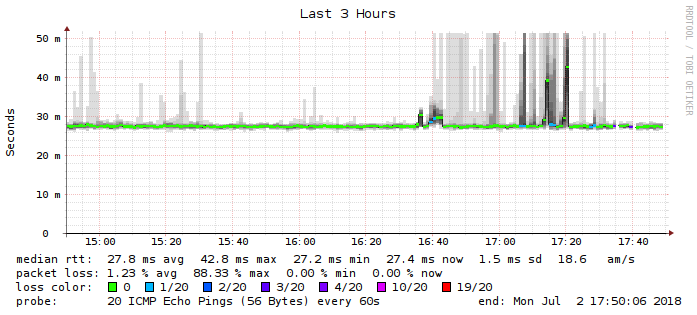 Last 3 Hours
RRDTOOL / TOBI OETIKER
Seconds
50 m
40 m
30 m
20 m
10 m
0
15:00 15:20 15:40 16:00 16:20 16:40 17:00 17:20 17:40
median rtt: 27.8 ms avg 42.8 ms max 27.2 ms min 27.4 ms now 1.5 ms sd 18.6 am/s
packet loss: 1.23 % avg 88.33 % max 0.00 % min 0.00 % now
loss color: 0 1/20 2/20 3/20 4/20 10/20 19/20
probe: 20 ICMP Echo Pings (56 Bytes) every 60s end: Mon Jul 2 17:50:06 2018